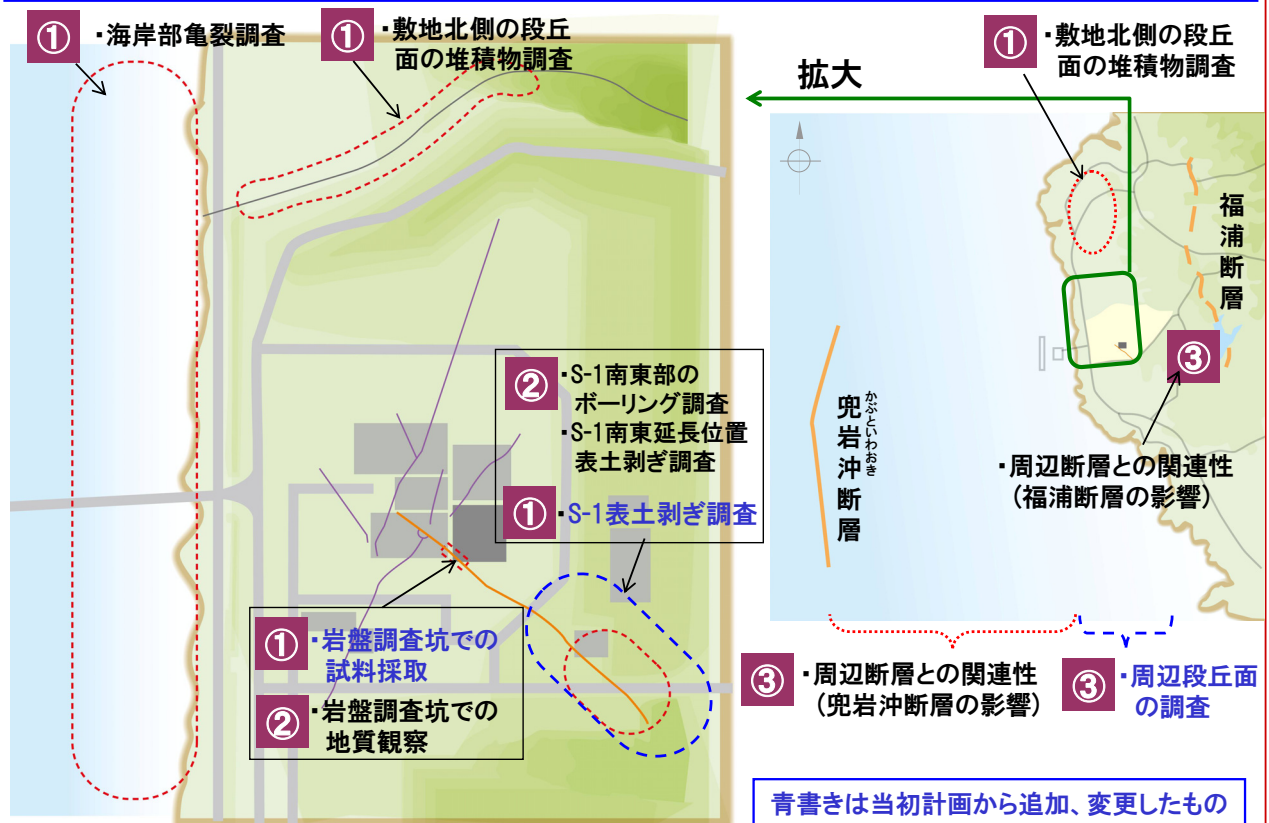 ①
・海岸部亀裂調査
①
・敷地北側の段丘
面の堆積物調査
①
・敷地北側の段丘
面の堆積物調査
拡大
福浦断層
兜岩沖断層
かぶといわおき
③
・周辺断層との関連性
(福浦断層の影響)
②
・S-1南東部の
ボーリング調査
・S-1南東延長位置
表土剥ぎ調査
①
・S-1表土剥ぎ調査
①
・岩盤調査坑での
試料採取
②
・岩盤調査坑での
地質観察
③
・周辺断層との関連性
(兜岩沖断層の影響)
③
・周辺段丘面
の調査
青書きは当初計画から追加、変更したもの